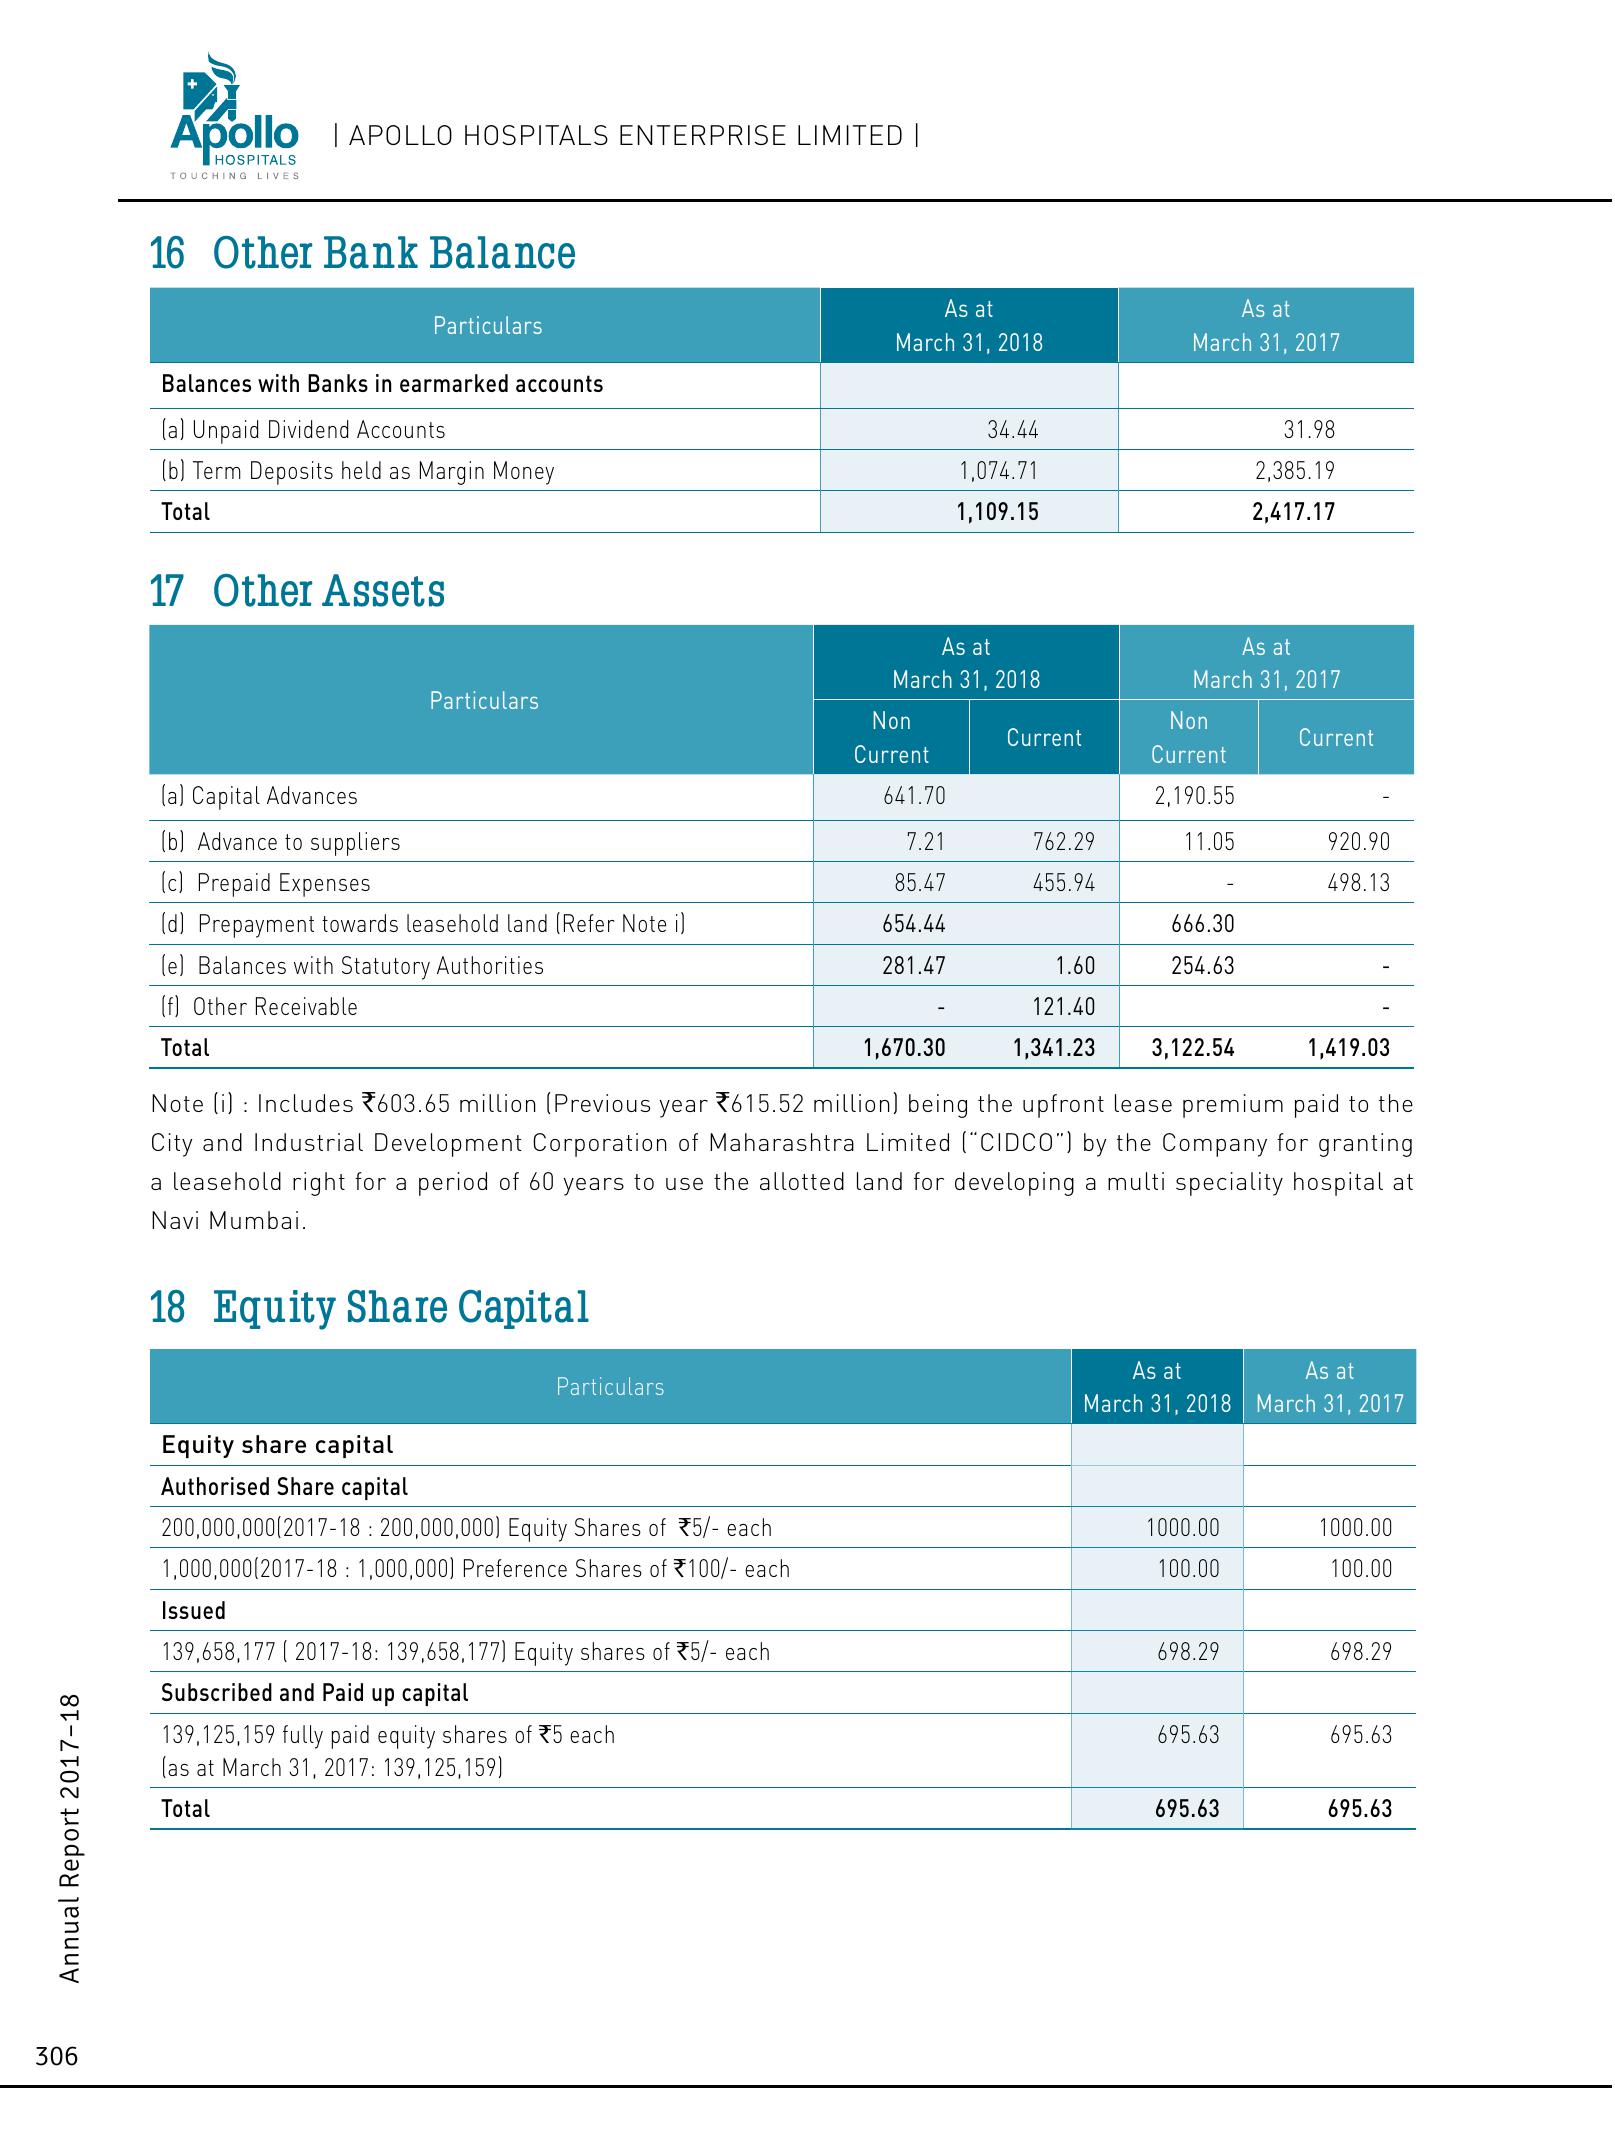 Apollo
HOSPITALS
TOUCHING LIVES
| APOLLO HOSPITALS ENTERPRISE LIMITED |
16 Other Bank Balance
Particulars As at March 31, 2018 As at March 31, 2017
Balances with Banks in earmarked accounts
(a) Unpaid Dividend Accounts 34.44 31.98
(b) Term Deposits held as Margin Money 1,074.71 2,385.19
Total 1,109.15 2,417.17
17 Other Assets
Particulars As at March 31, 2018 As at March 31, 2017
Non Current Current Non Current Current
(a) Capital Advances 641.70 2,190.55 -
(b) Advance to suppliers 7.21 762.29 11.05 920.90
(c) Prepaid Expenses 85.47 455.94 - 498.13
(d) Prepayment towards leasehold land (Refer Note i) 654.44 666.30
(e) Balances with Statutory Authorities 281.47 1.60 254.63 -
(f) Other Receivable - 121.40 -
Total 1,670.30 1,341.23 3,122.54 1,419.03
Note (i) : Includes ₹603.65 million (Previous year ₹615.52 million) being the upfront lease premium paid to the
City and Industrial Development Corporation of Maharashtra Limited (“CIDCO”) by the Company for granting
a leasehold right for a period of 60 years to use the allotted land for developing a multi speciality hospital at
Navi Mumbai.
18 Equity Share Capital
Particulars As at March 31, 2018 As at March 31, 2017
Equity share capital
Authorised Share capital
200,000,000(2017-18 : 200,000,000) Equity Shares of ₹5/- each 1000.00 1000.00
1,000,000(2017-18 : 1,000,000) Preference Shares of ₹100/- each 100.00 100.00
Issued
139,658,177 ( 2017-18: 139,658,177) Equity shares of ₹5/- each 698.29 698.29
Subscribed and Paid up capital
139,125,159 fully paid equity shares of ₹5 each 695.63 695.63
(as at March 31, 2017: 139,125,159)
Total 695.63 695.63
Annual Report 2017-18
306